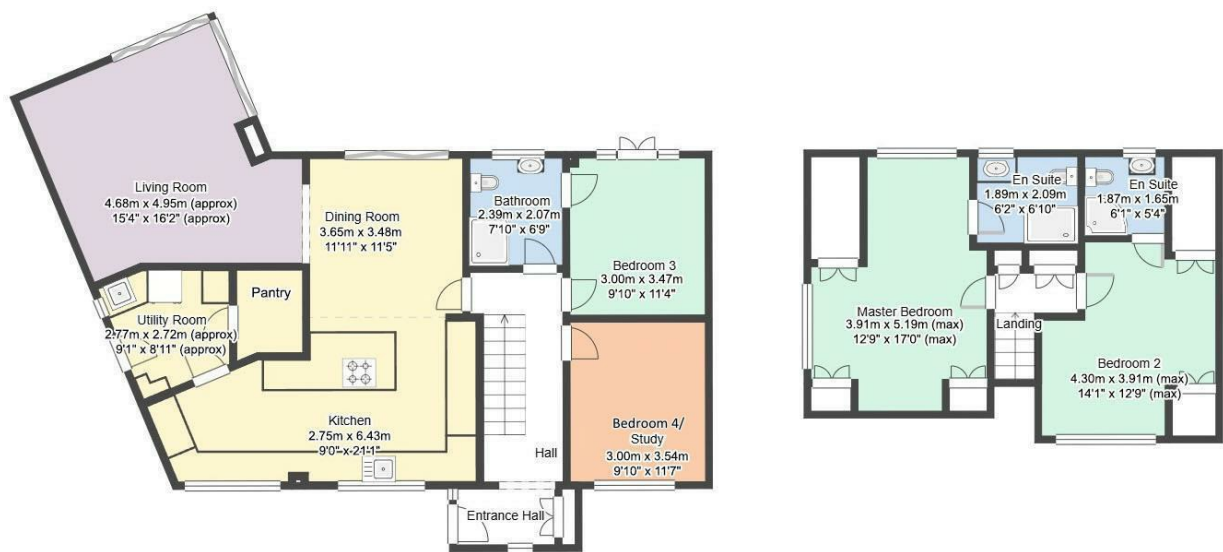 Living Room
4.68m x 4.95m (approx)
15'4" x 16'2" (approx)
Dining Room
3.65m x 3.48m
11'11" x 11'5"
Bathroom
2.39m x 2.07m
7'10" x 6'9"
Bedroom 3
3.00m x 3.47m
9'10" x 11'4"
Pantry
Utility Room
2.77m x 2.72m (approx)
9'1" x 8'11" (approx)
Kitchen
2.75m x 6.43m
9'0" x 21'1"
Hall
Bedroom 4/
Study
3.00m x 3.54m
9'10" x 11'7"
Entrance Hall
En Suite
1.89m x 2.09m
6'2" x 6'10"
En Suite
1.87m x 1.65m
6'1" x 5'4"
Master Bedroom
3.91m x 5.19m (max)
12'9" x 17'0" (max)
Landing
Bedroom 2
4.30m x 3.91m (max)
14'1" x 12'9" (max)